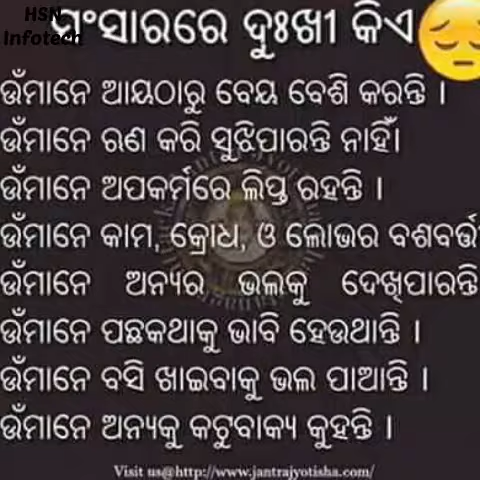 HSN
Infotech
ସଂସାରରେ ଦୁଃଖୀ କିଏ
ଯେଉଁମାନେ ଆୟଠାରୁ ବେୟ ବେଶି କରନ୍ତି ।
ଯେଉଁମାନେ ଋଣ କରି ସୁଝିପାରନ୍ତି ନାହିଁ।
ଯେଉଁମାନେ ଅପକର୍ମରେ ଲିପ୍ତ ରହନ୍ତି ।
ଯେଉଁମାନେ କାମ, କ୍ରୋଧ, ଓ ଲୋଭର
ଯେଉଁମାନେ ଅନ୍ୟର ଭଲକୁ ଦେଖିପାରନ୍ତି
ଯେଉଁମାନେ ପଛକଥାକୁ ଭାବି ହେଉଥାନ୍ତି ।
ଯେଉଁମାନେ ବସି ଖାଇବାକୁ ଭଲ ପାଆନ୍ତି ।
ଯେଉଁମାନେ ଅନ୍ୟକୁ କଟୁବାକ୍ୟ କୁହନ୍ତି ।
Visit us@http://www.jantrajyotisha.com/